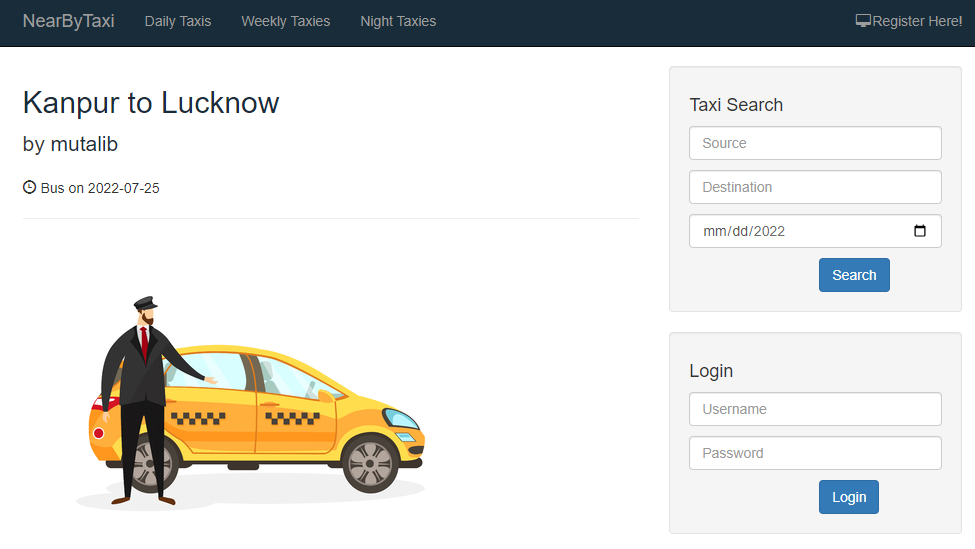 NearByTaxi Daily Taxis Weekly Taxies Night Taxies Register Here!
Kanpur to Lucknow
by mutalib
Bus on 2022-07-25
Taxi Search
Source
Destination
mm/dd/2022
Search
Login
Username
Password
Login